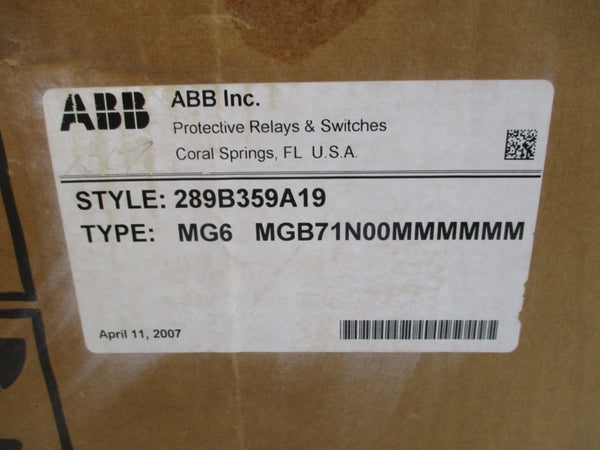 ABB ABB Inc.
Protective Relays & Switches
Coral Springs, FL U.S.A.
STYLE: 289B359A19
TYPE: MG6 MGB71N00MMMMMM
April 11, 2007